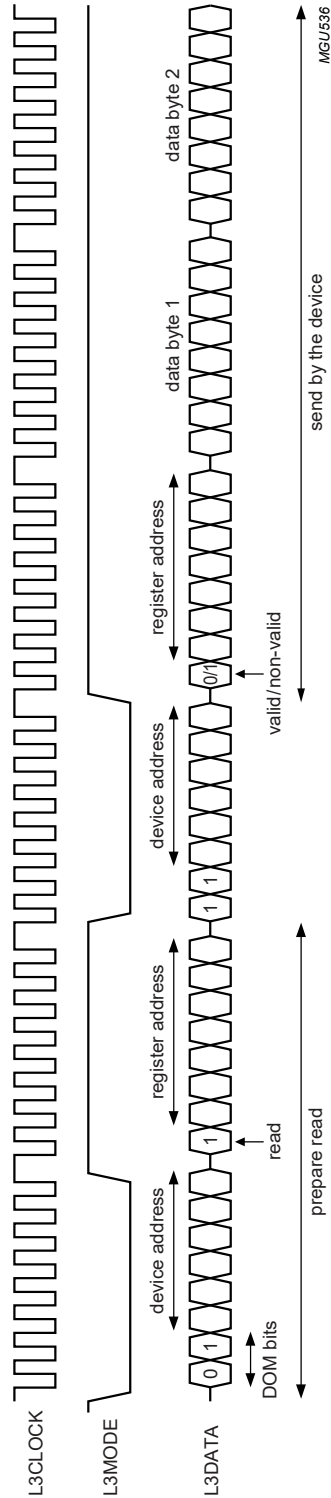 L3CLOCK
L3MODE
L3DATA
device address
register address
device address
register address
data byte 1
data byte 2
0 1 1 1 1 0/1
DOM bits
read
valid/non-valid
prepare read
send by the device
MGU536